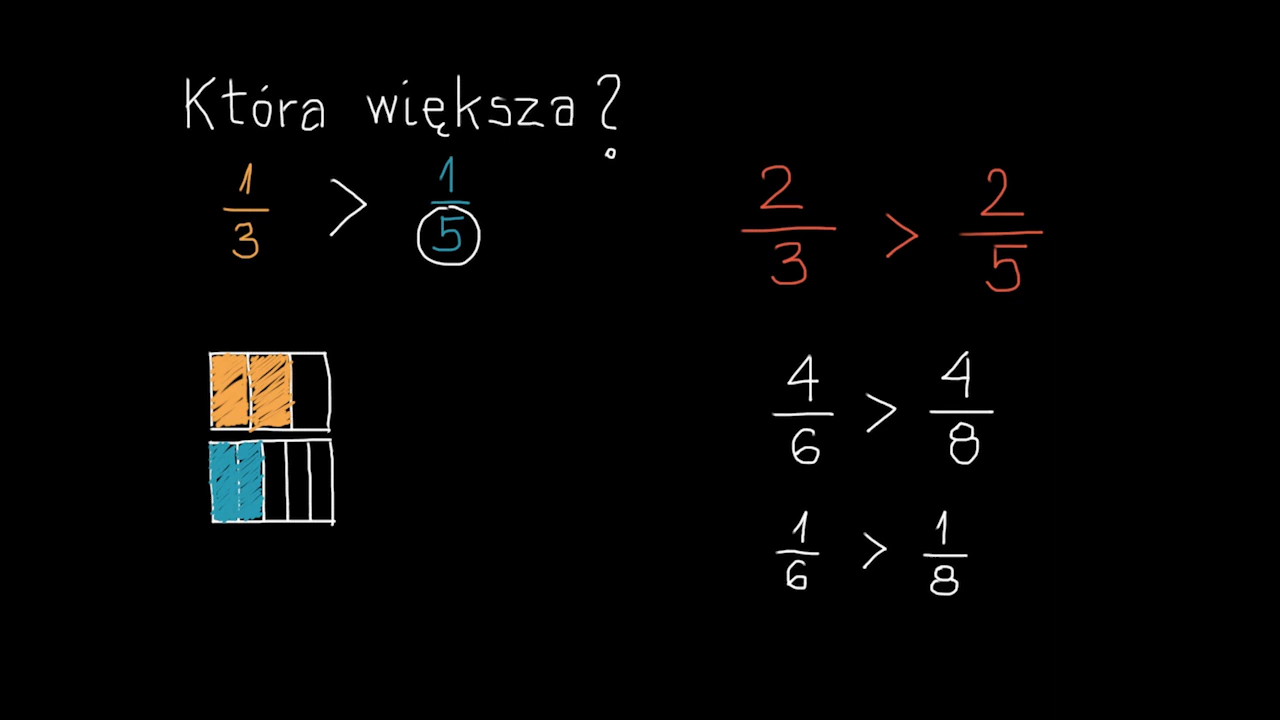 Która większa?
1/3 > 1/5
2/3 > 2/5
4/6 > 4/8
1/6 > 1/8